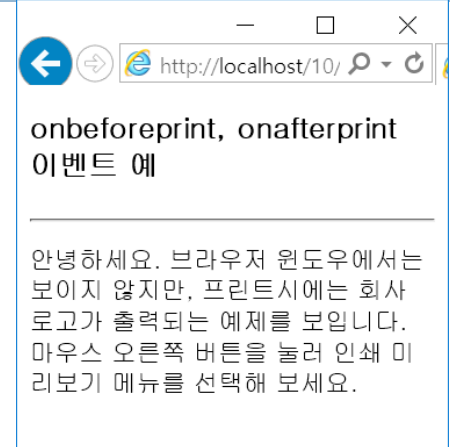 http://localhost/10/
onbeforeprint, onafterprint
이벤트 예
안녕하세요. 브라우저 윈도우에서는
보이지 않지만, 프린트시에는 회사
로고가 출력되는 예제를 보입니다.
마우스 오른쪽 버튼을 눌러 인쇄 미
리보기 메뉴를 선택해 보세요.